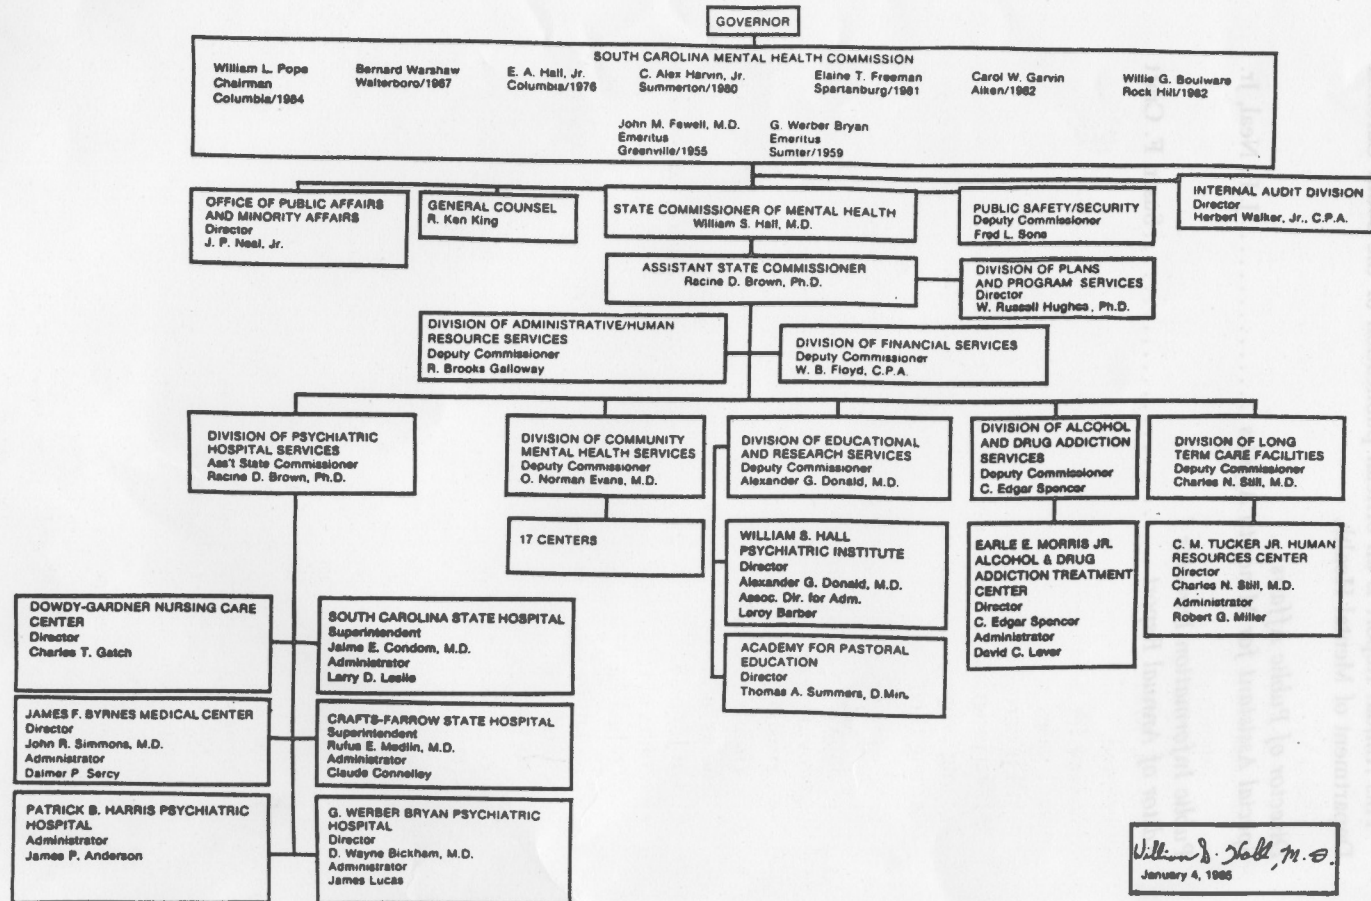 GOVERNOR
SOUTH CAROLINA MENTAL HEALTH COMMISSION
William L. Pope
Chairman
Columbia/1984
Bernard Warshaw
Walterboro/1967
E. A. Hall, Jr.
Columbia/1976
C. Alex Harvin, Jr.
Summerton/1980
Elaine T. Freeman
Spartanburg/1981
Carol W. Garvin
Aiken/1982
Willie G. Boulware
Rock Hill/1982
John M. Fewell, M.D.
Emeritus
Greenville/1955
G. Werber Bryan
Emeritus
Sumter/1959
OFFICE OF PUBLIC AFFAIRS
AND MINORITY AFFAIRS
Director
J. P. Neal, Jr.
GENERAL COUNSEL
R. Ken King
STATE COMMISSIONER OF MENTAL HEALTH
William S. Hall, M.D.
PUBLIC SAFETY/SECURITY
Deputy Commissioner
Fred L. Sons
INTERNAL AUDIT DIVISION
Director
Herbert Walker, Jr., C.P.A.
ASSISTANT STATE COMMISSIONER
Racine D. Brown, Ph.D.
DIVISION OF PLANS
AND PROGRAM SERVICES
Director
W. Russell Hughes, Ph.D.
DIVISION OF ADMINISTRATIVE/HUMAN
RESOURCE SERVICES
Deputy Commissioner
R. Brooks Galloway
DIVISION OF FINANCIAL SERVICES
Deputy Commissioner
W. B. Floyd, C.P.A.
DIVISION OF PSYCHIATRIC
HOSPITAL SERVICES
Ass't State Commissioner
Racine D. Brown, Ph.D.
DIVISION OF COMMUNITY
MENTAL HEALTH SERVICES
Deputy Commissioner
O. Norman Evans, M.D.
DIVISION OF EDUCATIONAL
AND RESEARCH SERVICES
Deputy Commissioner
Alexander G. Donald, M.D.
DIVISION OF ALCOHOL
AND DRUG ADDICTION
SERVICES
Deputy Commissioner
C. Edgar Spencer
DIVISION OF LONG
TERM CARE FACILITIES
Deputy Commissioner
Charles N. Still, M.D.
17 CENTERS
WILLIAM S. HALL
PSYCHIATRIC INSTITUTE
Director
Alexander G. Donald, M.D.
Assoc. Dir. for Adm.
Leroy Barber
EARLE E. MORRIS JR.
ALCOHOL & DRUG
ADDICTION TREATMENT
CENTER
Director
C. Edgar Spencer
Administrator
David C. Lever
C. M. TUCKER JR. HUMAN
RESOURCES CENTER
Director
Charles N. Still, M.D.
Administrator
Robert G. Miller
ACADEMY FOR PASTORAL
EDUCATION
Director
Thomas A. Summers, D.Min.
DOWDY-GARDNER NURSING CARE
CENTER
Director
Charles T. Gatch
SOUTH CAROLINA STATE HOSPITAL
Superintendent
Jaime E. Condom, M.D.
Administrator
Larry D. Leslie
JAMES F. BYRNES MEDICAL CENTER
Director
John R. Simmons, M.D.
Administrator
Dalmer P. Sercy
CRAFTS-FARROW STATE HOSPITAL
Superintendent
Rufus E. Medlin, M.D.
Administrator
Claude Connelley
PATRICK B. HARRIS PSYCHIATRIC
HOSPITAL
Administrator
James P. Anderson
G. WERBER BRYAN PSYCHIATRIC
HOSPITAL
Director
D. Wayne Bickham, M.D.
Administrator
James Lucas
William S. Hall, M.D.
January 4, 1985